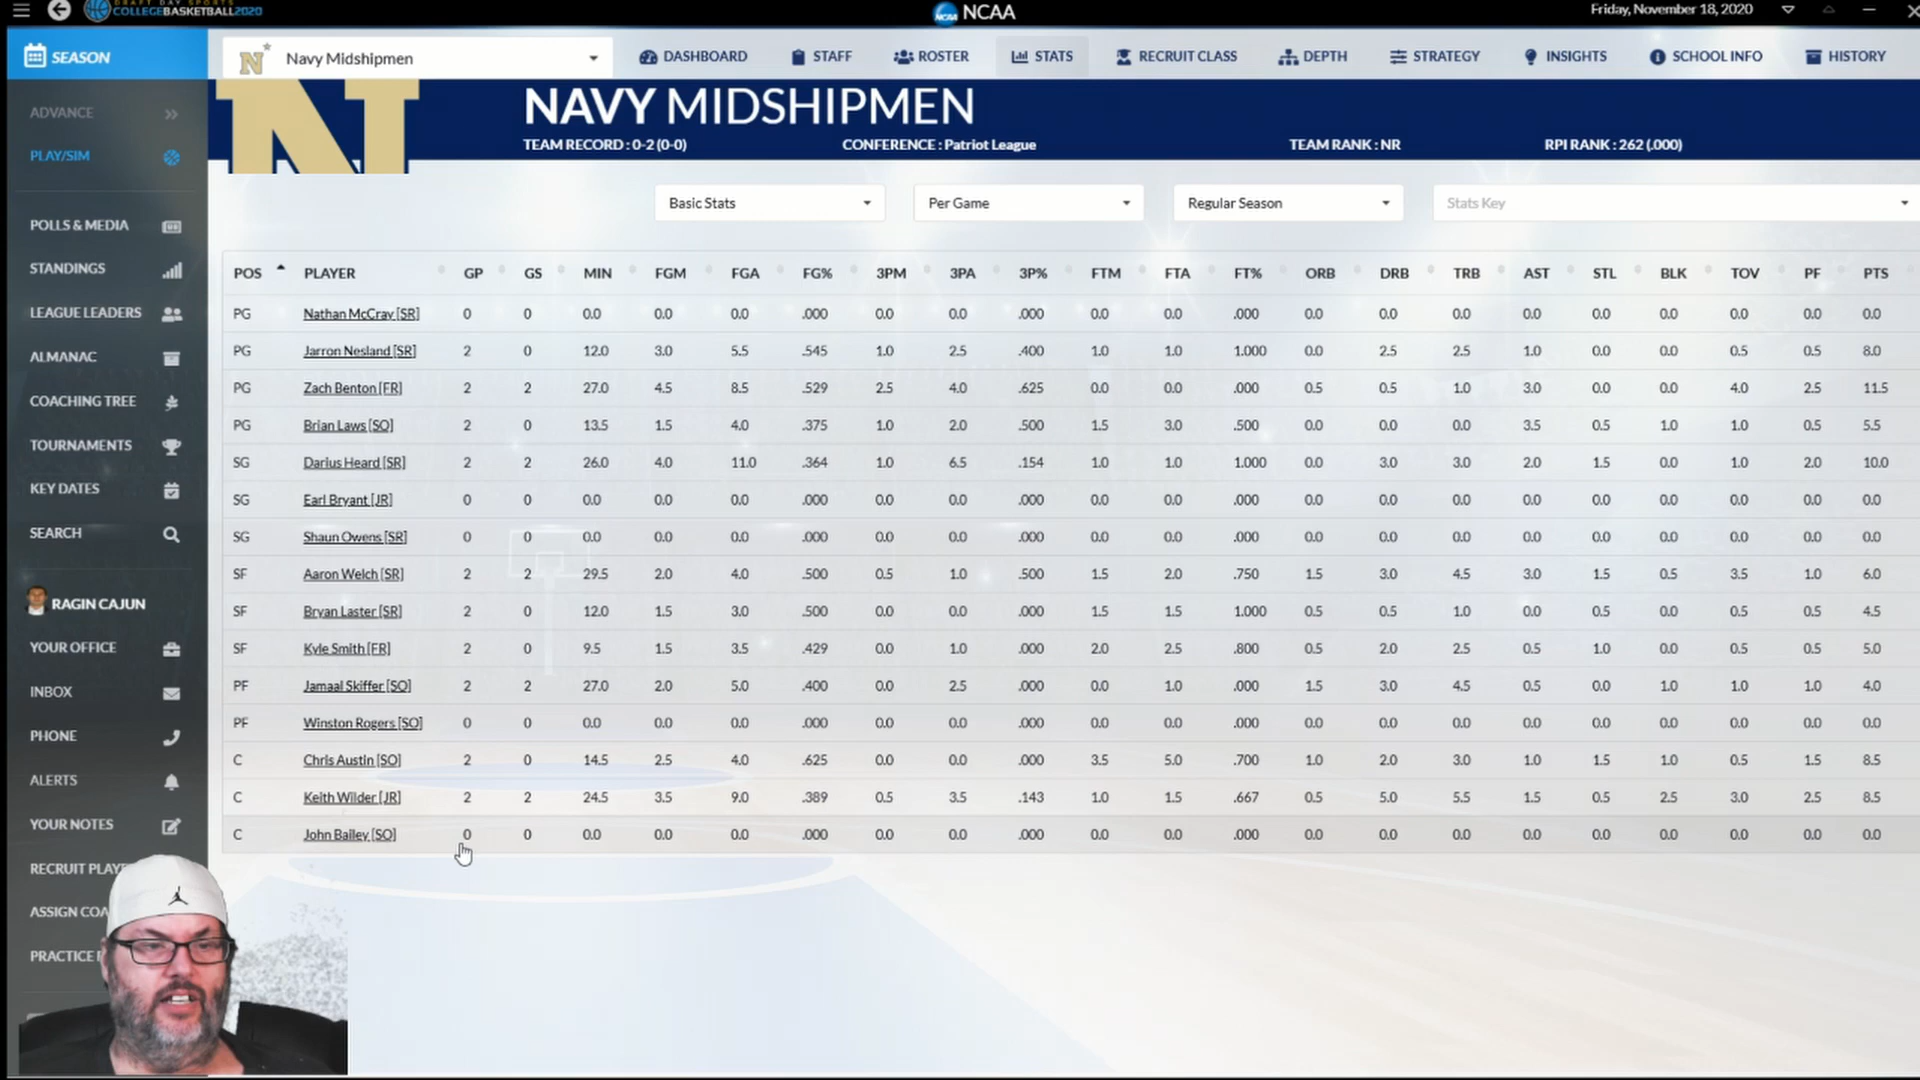 DRAFT DAY SPORTS
COLLEGEBASKETBALL2020
NCAA NCAA
Friday, November 18, 2020
SEASON
N Navy Midshipmen
DASHBOARD STAFF ROSTER STATS RECRUIT CLASS DEPTH STRATEGY INSIGHTS SCHOOL INFO HISTORY
N
NAVY MIDSHIPMEN
TEAM RECORD : 0-2 (0-0) CONFERENCE : Patriot League TEAM RANK : NR RPI RANK : 262 (.000)
ADVANCE
PLAY/SIM
POLLS & MEDIA
STANDINGS
LEAGUE LEADERS
ALMANAC
COACHING TREE
TOURNAMENTS
KEY DATES
SEARCH
RAGIN CAJUN
YOUR OFFICE
INBOX
PHONE
ALERTS
YOUR NOTES
RECRUIT PLAYE
ASSIGN COA
PRACTICE
Basic Stats Per Game Regular Season Stats Key
POS PLAYER GP GS MIN FGM FGA FG% 3PM 3PA 3P% FTM FTA FT% ORB DRB TRB AST STL BLK TOV PF PTS
PG Nathan McCray [SR] 0 0 0.0 0.0 0.0 .000 0.0 0.0 .000 0.0 0.0 .000 0.0 0.0 0.0 0.0 0.0 0.0 0.0 0.0 0.0
PG Jarron Nesland [SR] 2 0 12.0 3.0 5.5 .545 1.0 2.5 .400 1.0 1.0 1.000 0.0 2.5 2.5 1.0 0.0 0.0 0.5 0.5 8.0
PG Zach Benton [FR] 2 2 27.0 4.5 8.5 .529 2.5 4.0 .625 0.0 0.0 .000 0.5 0.5 1.0 3.0 0.0 0.0 4.0 2.5 11.5
PG Brian Laws [SO] 2 0 13.5 1.5 4.0 .375 1.0 2.0 .500 1.5 3.0 .500 0.0 0.0 0.0 3.5 0.5 1.0 1.0 0.5 5.5
SG Darius Heard [SR] 2 2 26.0 4.0 11.0 .364 1.0 6.5 .154 1.0 1.0 1.000 0.0 3.0 3.0 2.0 1.5 0.0 1.0 2.0 10.0
SG Earl Bryant [JR] 0 0 0.0 0.0 0.0 .000 0.0 0.0 .000 0.0 0.0 .000 0.0 0.0 0.0 0.0 0.0 0.0 0.0 0.0 0.0
SG Shaun Owens [SR] 0 0 0.0 0.0 0.0 .000 0.0 0.0 .000 0.0 0.0 .000 0.0 0.0 0.0 0.0 0.0 0.0 0.0 0.0 0.0
SF Aaron Welch [SR] 2 2 29.5 2.0 4.0 .500 0.5 1.0 .500 1.5 2.0 .750 1.5 3.0 4.5 3.0 1.5 0.5 3.5 1.0 6.0
SF Bryan Laster [SR] 2 0 12.0 1.5 3.0 .500 0.0 0.0 .000 1.5 1.5 1.000 0.5 0.5 1.0 0.0 0.5 0.0 0.5 0.5 4.5
SF Kyle Smith [FR] 2 0 9.5 1.5 3.5 .429 0.0 1.0 .000 2.0 2.5 .800 0.5 2.0 2.5 0.5 1.0 0.0 0.5 0.5 5.0
PF Jamaal Skiffer [SO] 2 2 27.0 2.0 5.0 .400 0.0 2.5 .000 0.0 1.0 .000 1.5 3.0 4.5 0.5 0.0 1.0 1.0 1.0 4.0
PF Winston Rogers [SO] 0 0 0.0 0.0 0.0 .000 0.0 0.0 .000 0.0 0.0 .000 0.0 0.0 0.0 0.0 0.0 0.0 0.0 0.0 0.0
C Chris Austin [SO] 2 0 14.5 2.5 4.0 .625 0.0 0.0 .000 3.5 5.0 .700 1.0 2.0 3.0 1.0 1.5 1.0 0.5 1.5 8.5
C Keith Wilder [JR] 2 2 24.5 3.5 9.0 .389 0.5 3.5 .143 1.0 1.5 .667 0.5 5.0 5.5 1.5 0.5 2.5 3.0 2.5 8.5
C John Bailey [SO] 0 0 0.0 0.0 0.0 .000 0.0 0.0 .000 0.0 0.0 .000 0.0 0.0 0.0 0.0 0.0 0.0 0.0 0.0 0.0